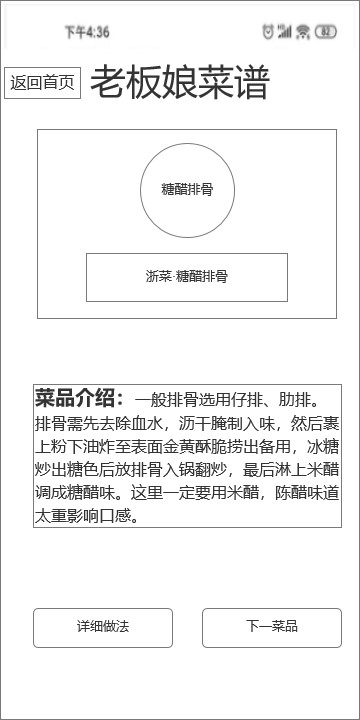 下午4:36
HD 82
返回首页
老板娘菜谱
糖醋排骨
浙菜·糖醋排骨
菜品介绍：一般排骨选用仔排、肋排。
排骨需先去除血水，沥干腌制入味，然后裹
上粉下油炸至表面金黄酥脆捞出备用，冰糖
炒出糖色后放排骨入锅翻炒，最后淋上米醋
调成糖醋味。这里一定要用米醋，陈醋味道
太重影响口感。
详细做法
下一菜品